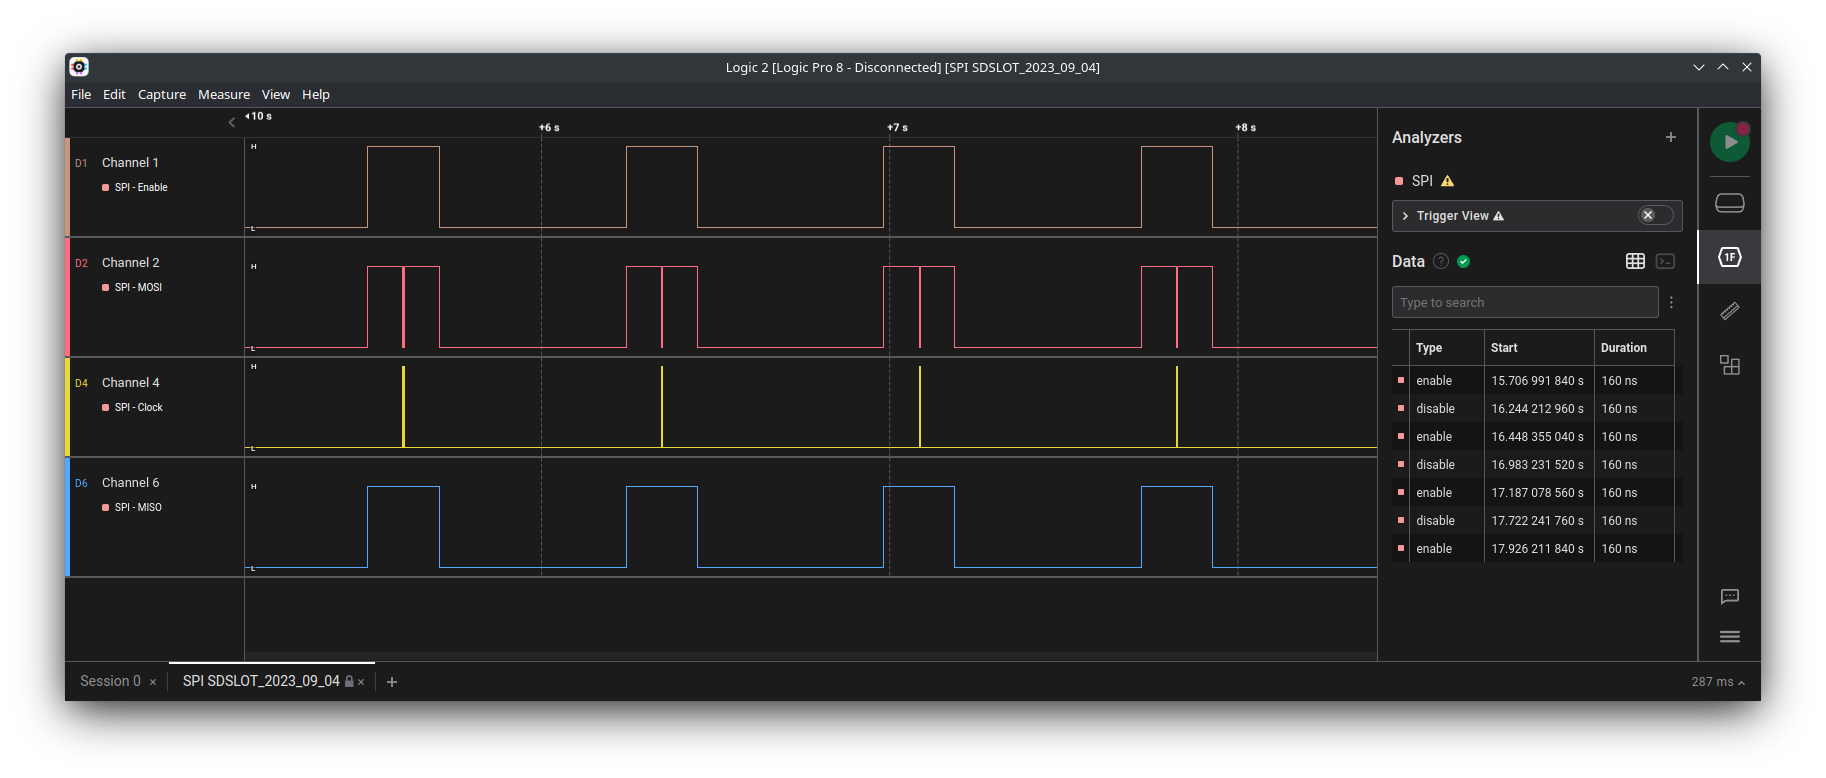 Logic 2 [Logic Pro 8 - Disconnected] [SPI SDSLOT_2023_09_04]
File Edit Capture Measure View Help
10 s
+6 s +7 s +8 s
D1 Channel 1
SPI - Enable
H
L
D2 Channel 2
SPI - MOSI
H
L
D4 Channel 4
SPI - Clock
H
L
D6 Channel 6
SPI - MISO
H
L
Analyzers +
SPI
Trigger View
Data
Type to search
Type Start Duration
enable 15.706 991 840 s 160 ns
disable 16.244 212 960 s 160 ns
enable 16.448 355 040 s 160 ns
disable 16.983 231 520 s 160 ns
enable 17.187 078 560 s 160 ns
disable 17.722 241 760 s 160 ns
enable 17.926 211 840 s 160 ns
1F
Session 0 × SPI SDSLOT_2023_09_04 × +
287 ms